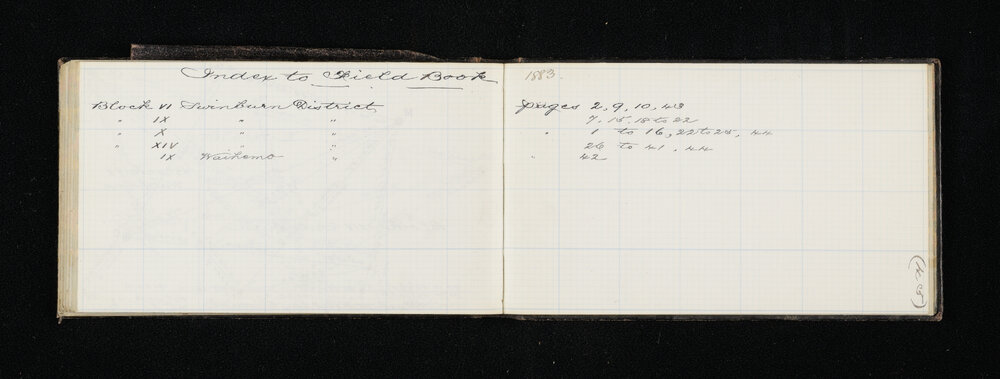 Index to Field Book 1883.
Block VI Swinburn District pages 2, 9, 10, 43
" IX " " 7, 15, 18 to 22
" X " " " 1 to 16, 22 to 25, 44
" XIV " " 26 to 41, 44
IX Waihemo " " 42